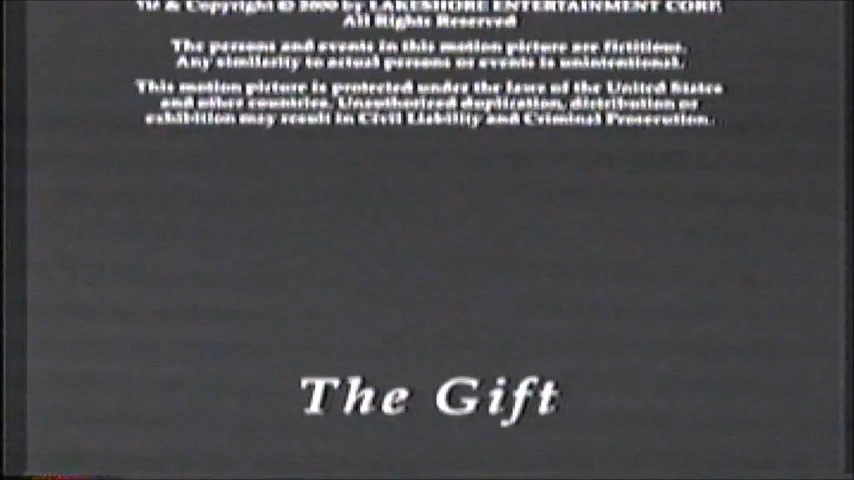 TM & Copyright © 2000 by LAKESHORE ENTERTAINMENT CORP.
All Rights Reserved
The persons and events in this motion picture are fictitious.
Any similarity to actual persons or events is unintentional.
This motion picture is protected under the laws of the United States
and other countries. Unauthorized duplication, distribution or
exhibition may result in Civil Liability and Criminal Prosecution.
The Gift